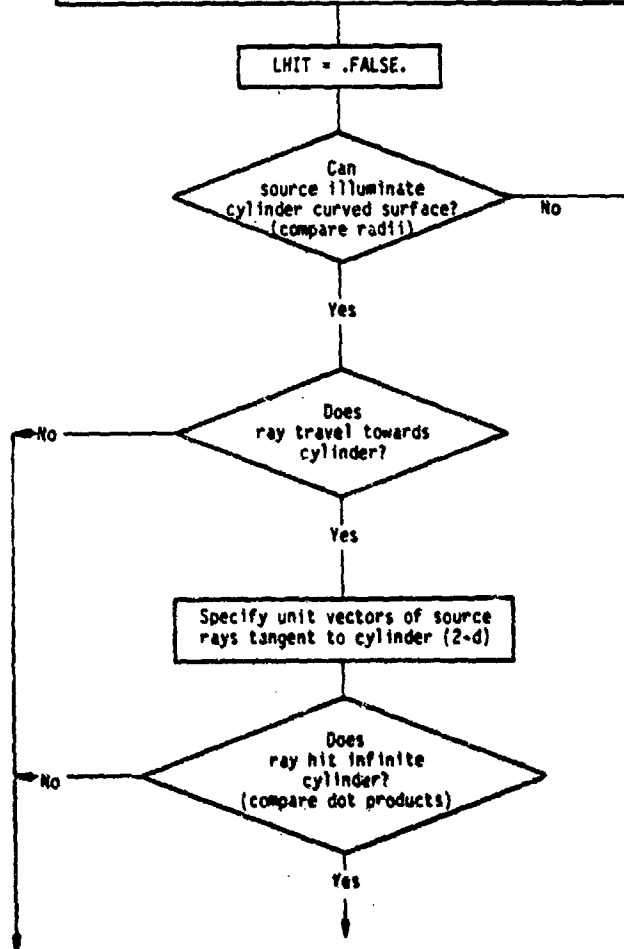 LHIT = .FALSE.
Can
source illuminate
cylinder curved surface?
(compare radii)
No
Yes
Does
ray travel towards
cylinder?
No
Yes
Specify unit vectors of source
rays tangent to cylinder (2-d)
Does
ray hit infinite
cylinder?
(compare dot products)
No
Yes